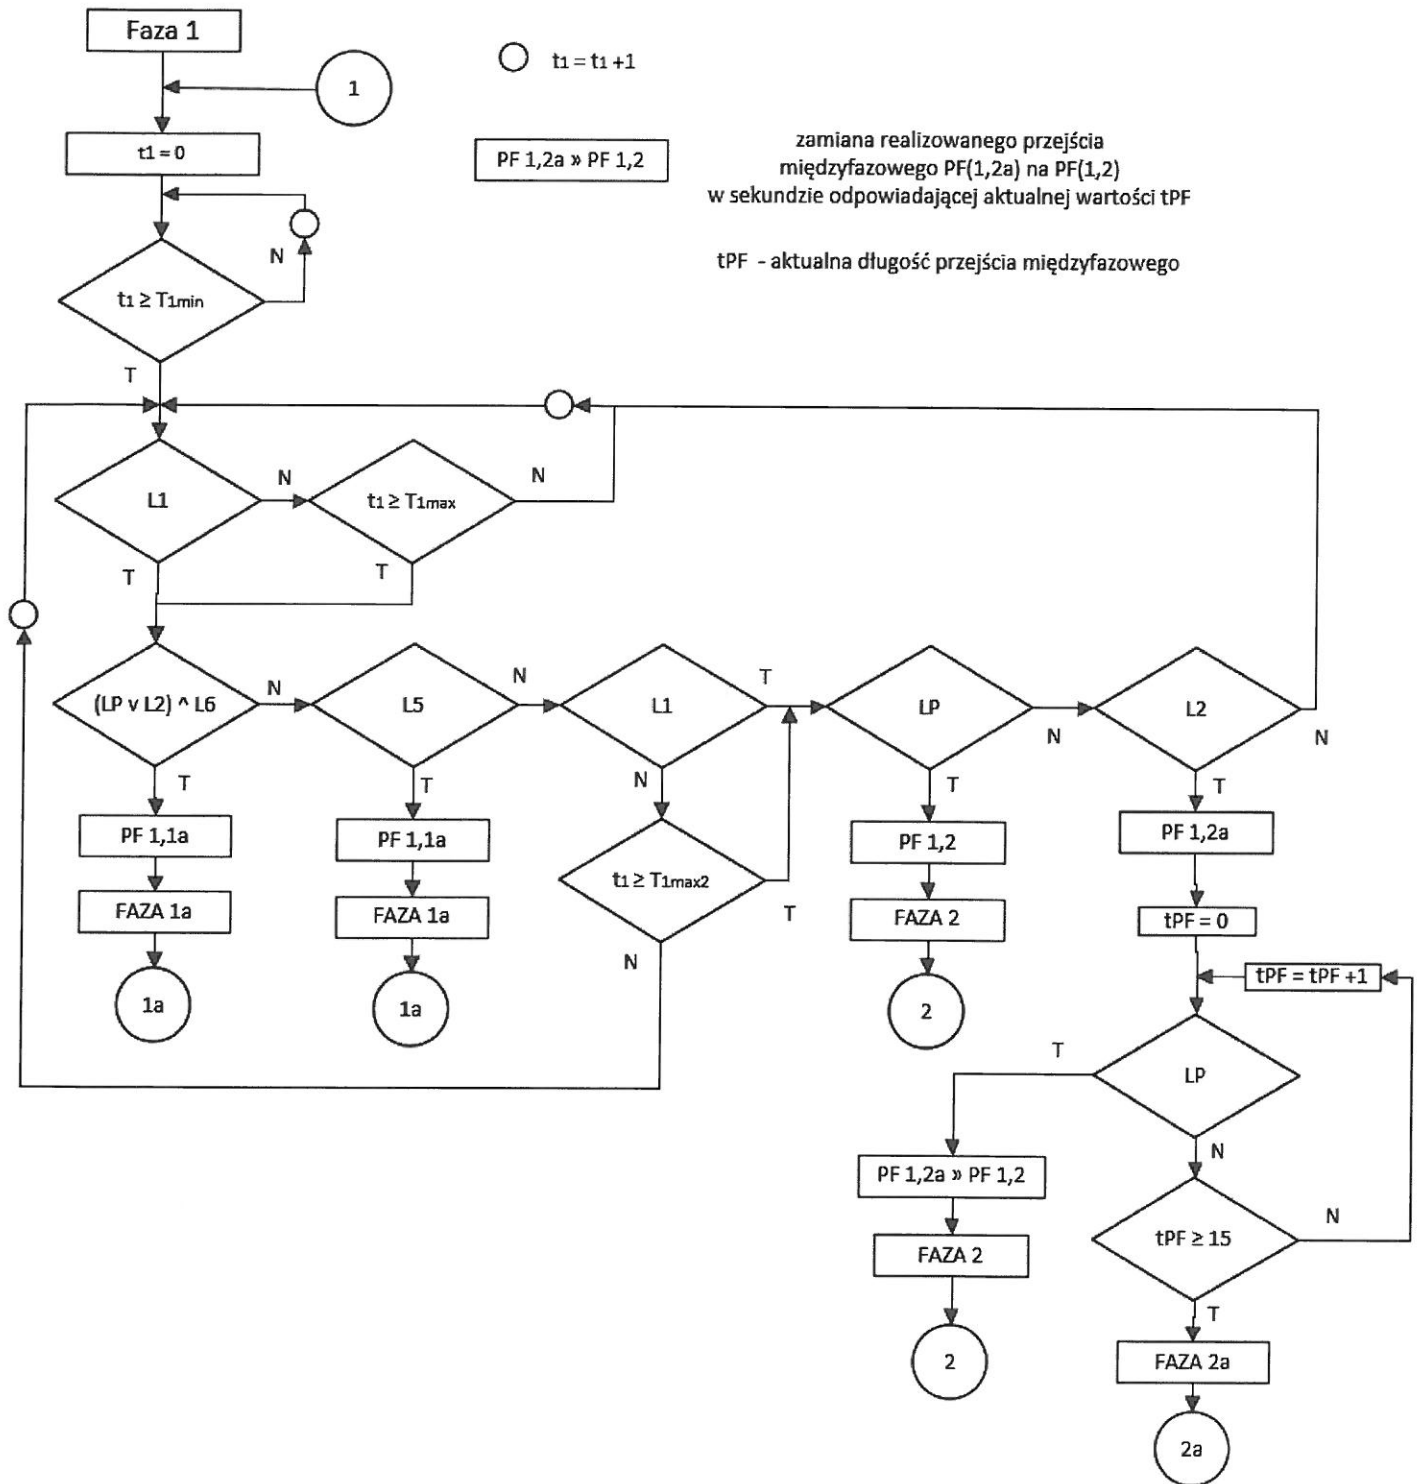 Faza 1
1
t1 = t1 +1
t1 = 0
PF 1,2a » PF 1,2
zamiana realizowanego przejścia
międzyfazowego PF(1,2a) na PF(1,2)
w sekundzie odpowiadającej aktualnej wartości tPF
tPF - aktualna długość przejścia międzyfazowego
N
t1 ≥ T1min
T
L1
N
t1 ≥ T1max
N
T
T
(LP v L2) ^ L6
N
L5
N
L1
T
LP
N
L2
N
T
T
N
T
T
PF 1,1a
PF 1,1a
t1 ≥ T1max2
PF 1,2
PF 1,2a
FAZA 1a
FAZA 1a
T
FAZA 2
tPF = 0
N
tPF = tPF +1
1a
1a
2
T
LP
N
PF 1,2a » PF 1,2
tPF ≥ 15
N
FAZA 2
T
2
FAZA 2a
2a